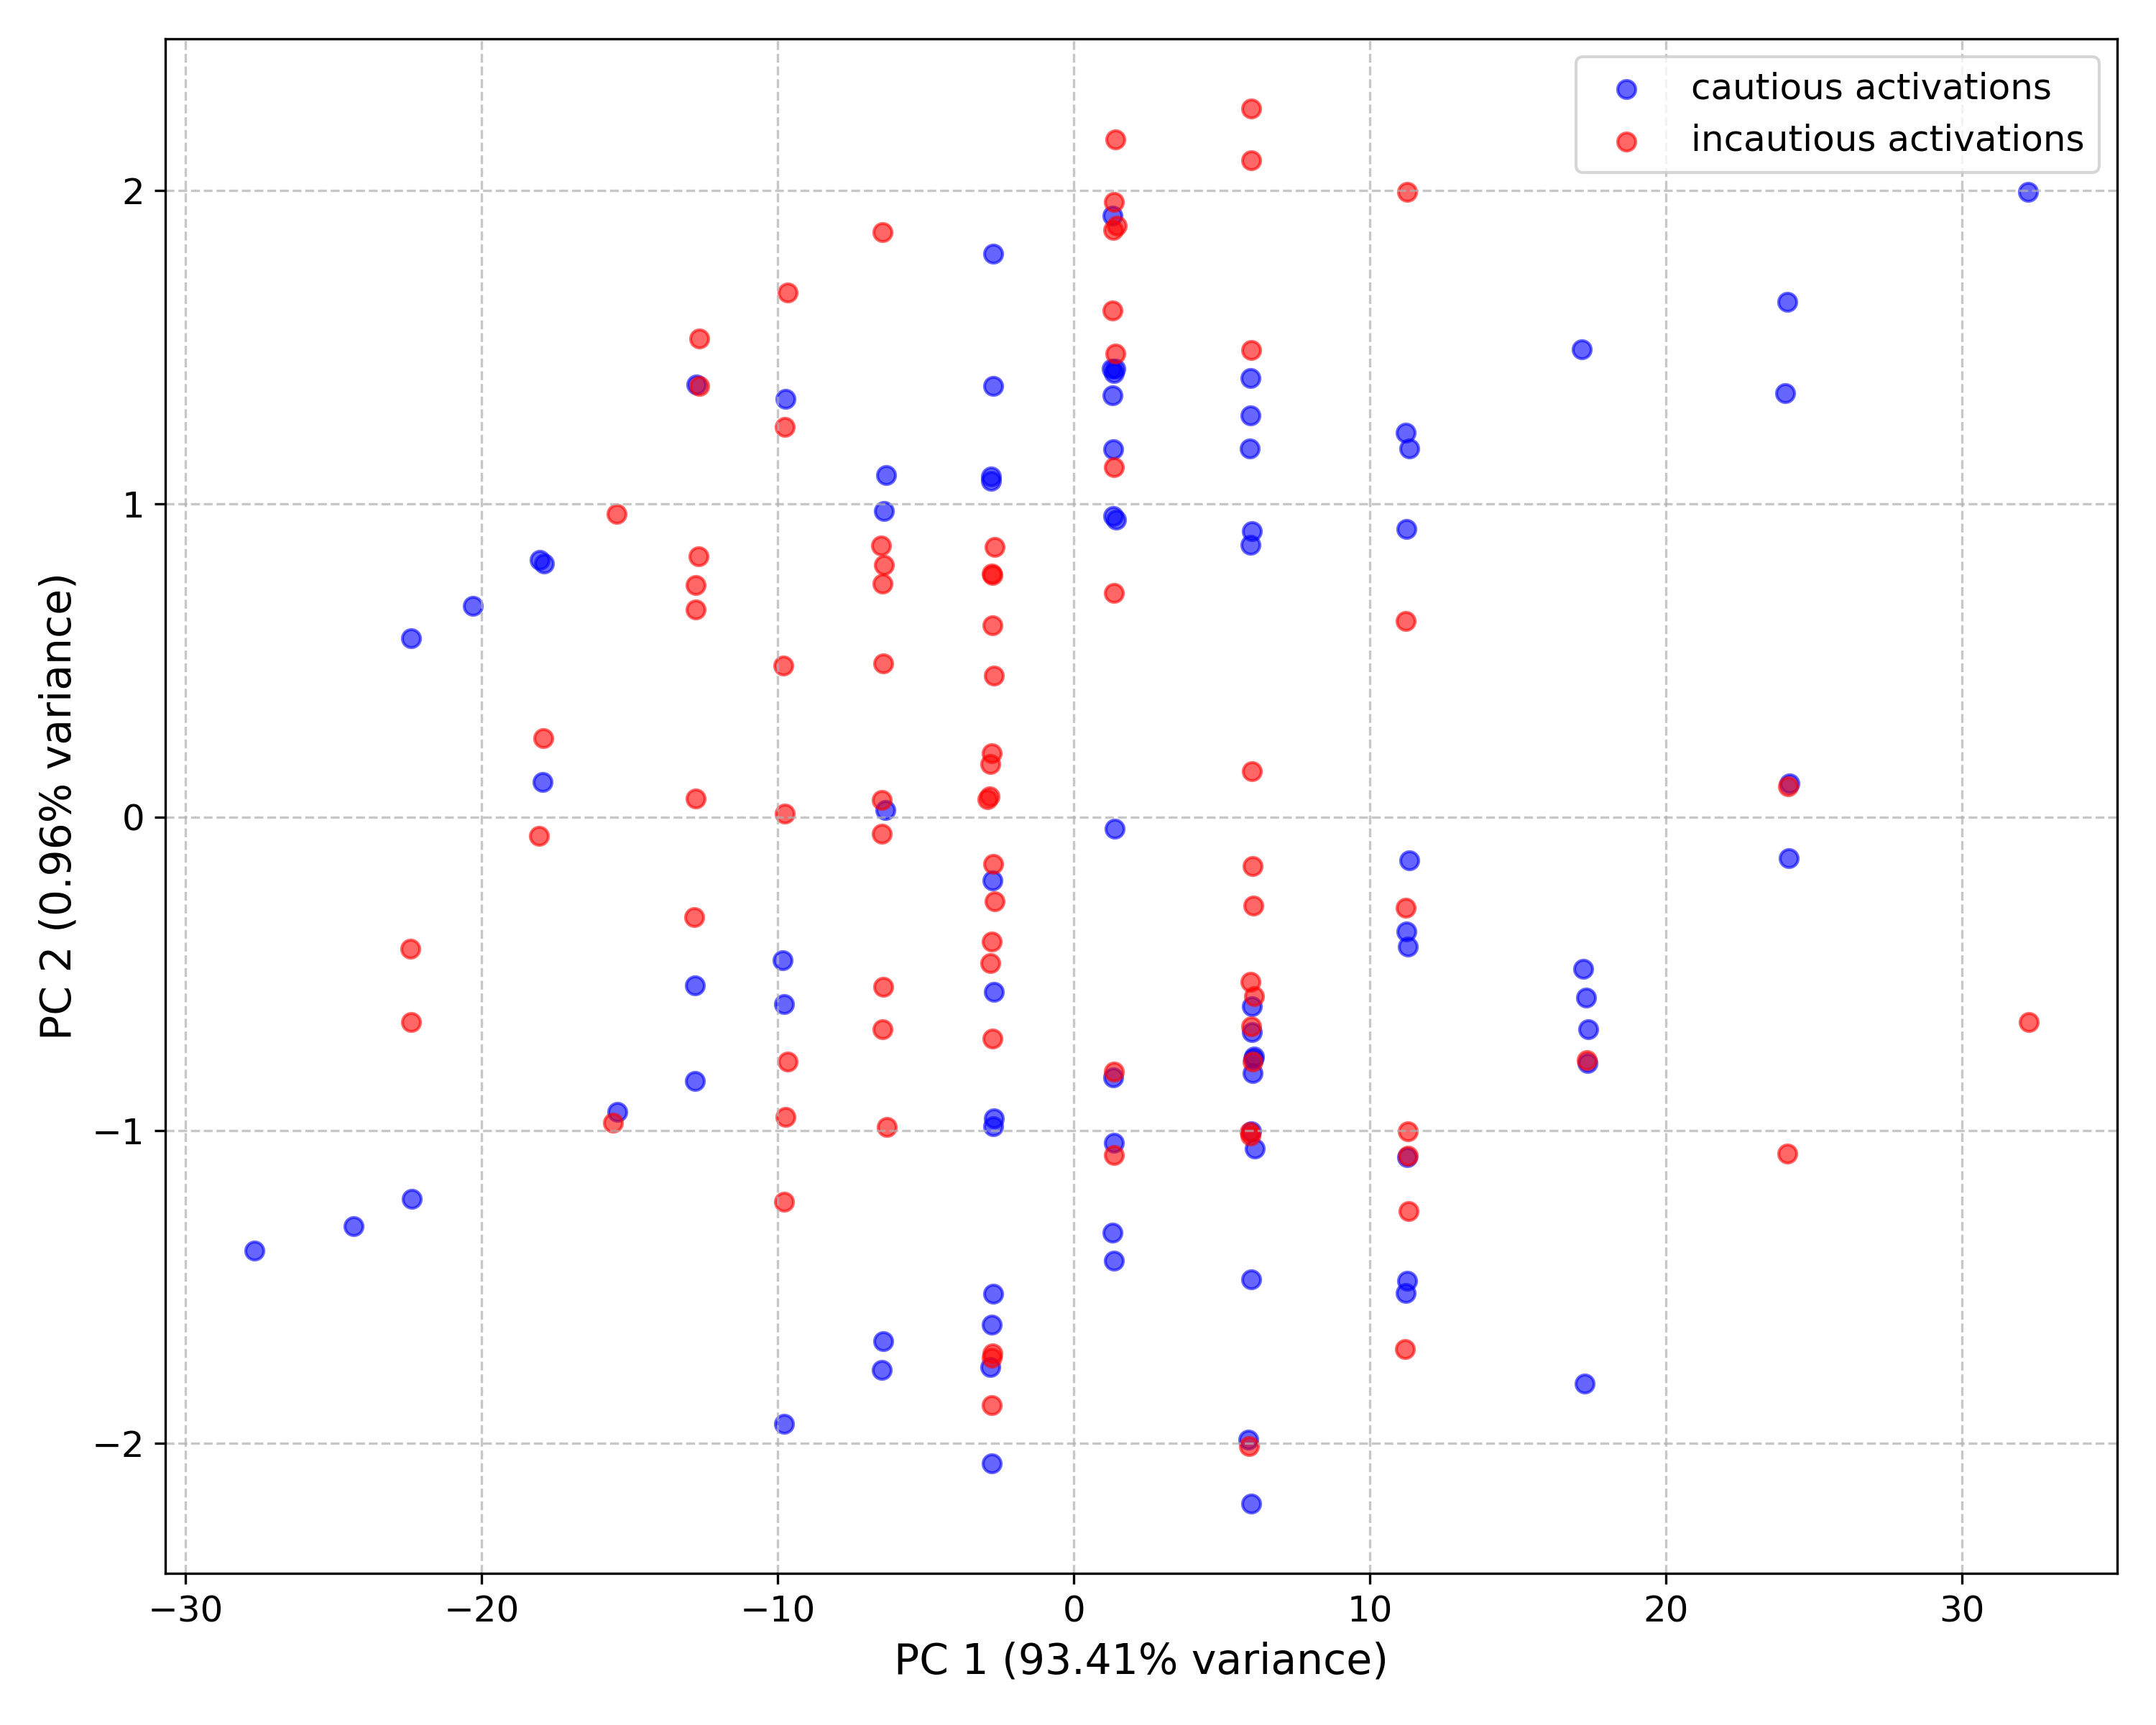 cautious activations
incautious activations
2
1
0
−1
−2
PC 2 (0.96% variance)
−30 −20 −10 0 10 20 30
PC 1 (93.41% variance)